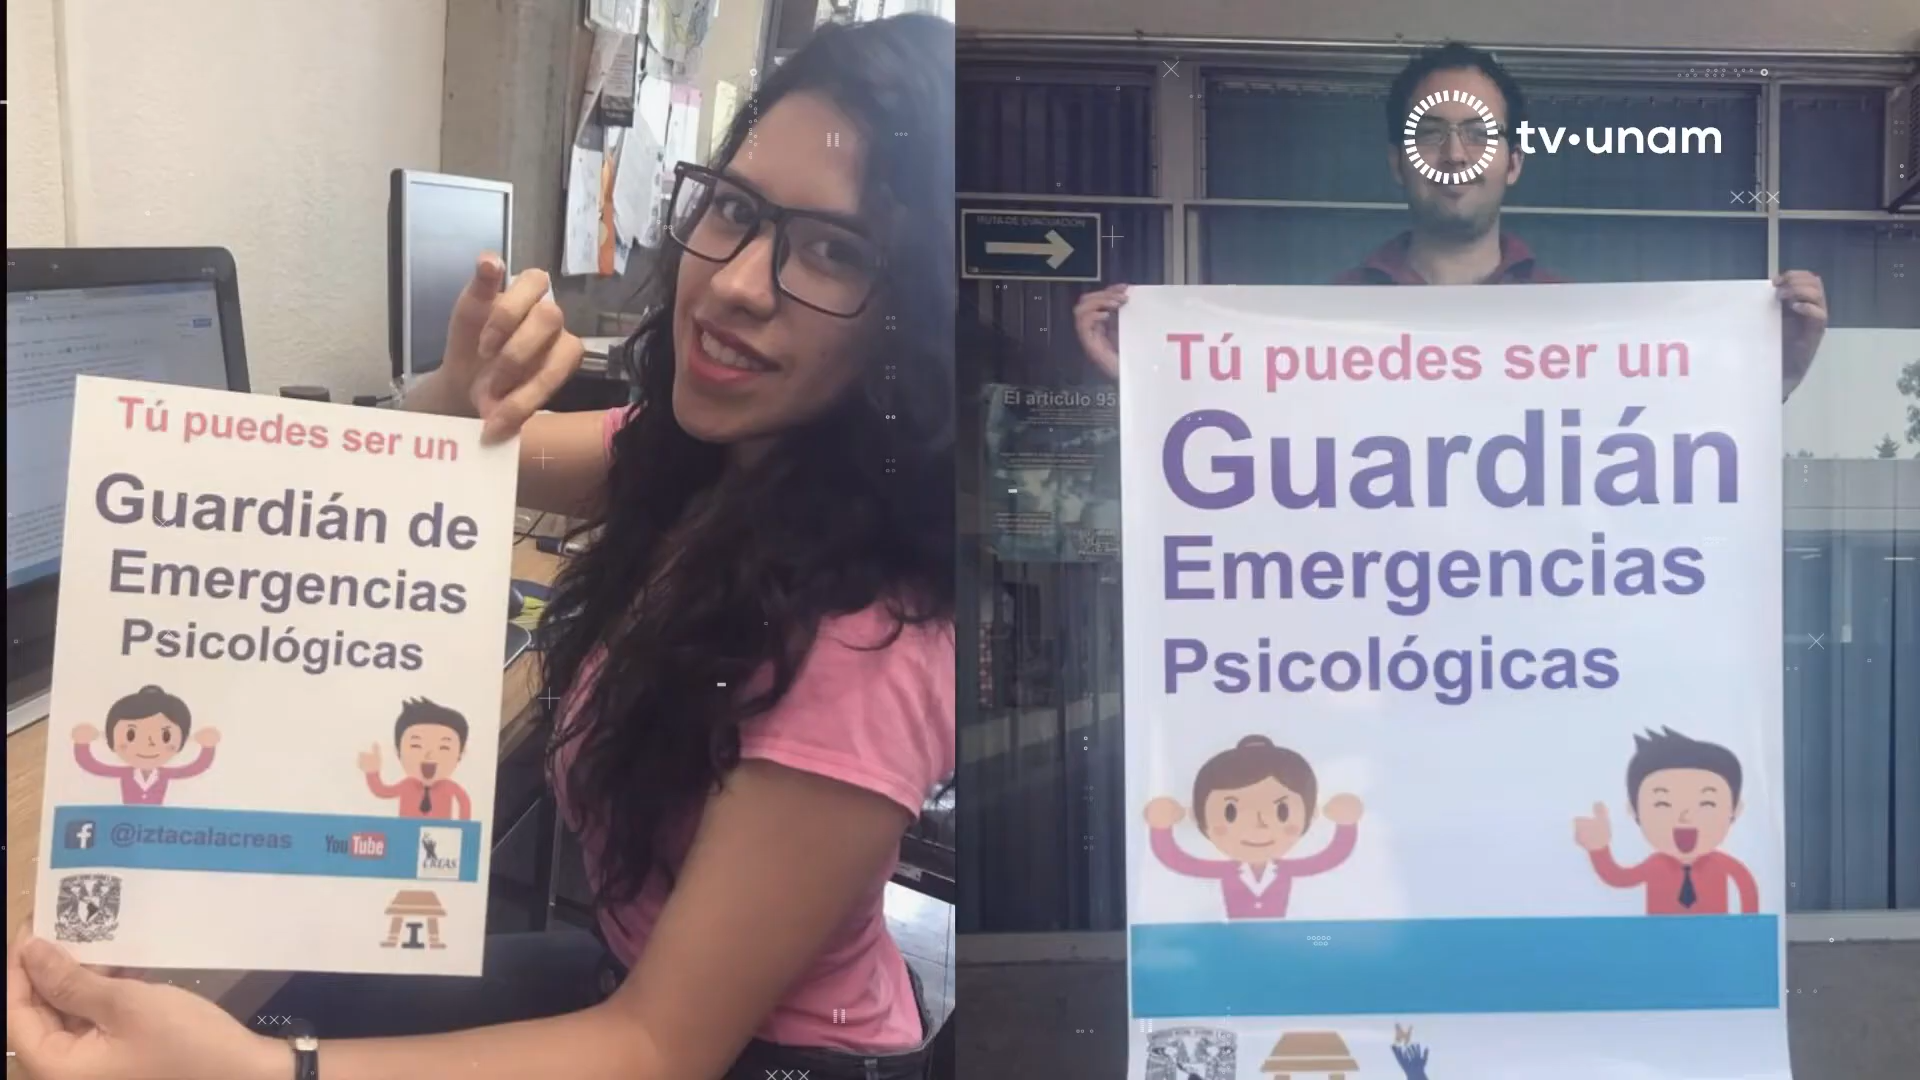 Tú puedes ser un
Guardián de
Emergencias
Psicológicas
@iztacalacreas
YouTube
CREAS
tv·unam
RUTA DE EVACUACIÓN
El artículo 95
Tú puedes ser un
Guardián
Emergencias
Psicológicas